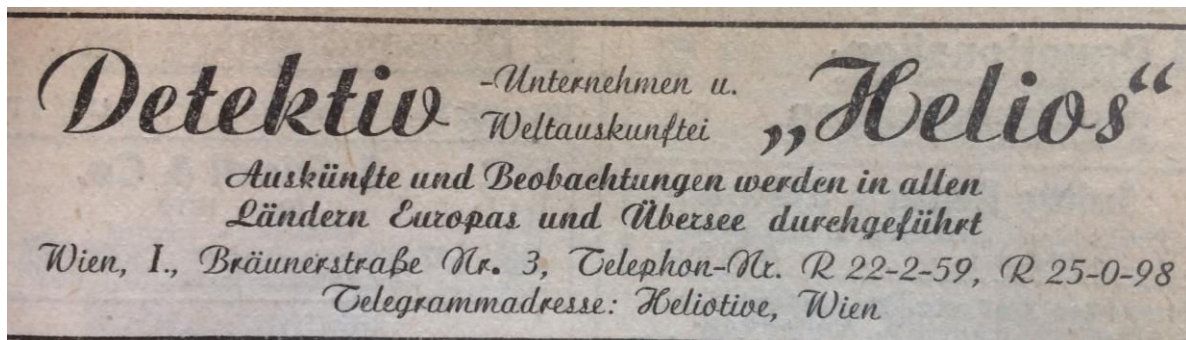 Detektiv -Unternehmen u. Weltauskunftei „Helios“
Auskünfte und Beobachtungen werden in allen
Ländern Europas und Übersee durchgeführt
Wien, I., Bräunerstraße Nr. 3, Telephon-Nr. R 22-2-59, R 25-0-98
Telegrammadresse: Heliotive, Wien